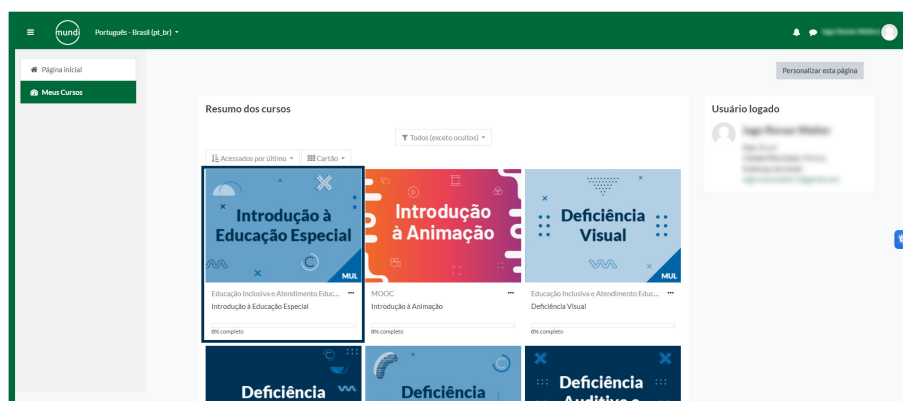 mundi
Português - Brasil (pt_br)
Página inicial
Meus Cursos
Personalizar esta página
Resumo dos cursos
Todos (exceto ocultos)
Acessados por último
Cartão
Introdução à
Educação Especial
MUL
Educação Inclusiva e Atendimento Educ... ···
Introdução à Educação Especial
0% completo
Introdução
à Animação
MOOC ···
Introdução à Animação
0% completo
Deficiência
Visual
MUL
Educação Inclusiva e Atendimento Educ... ···
Deficiência Visual
0% completo
Deficiência
Deficiência
Deficiência
Auditiva e
Usuário logado